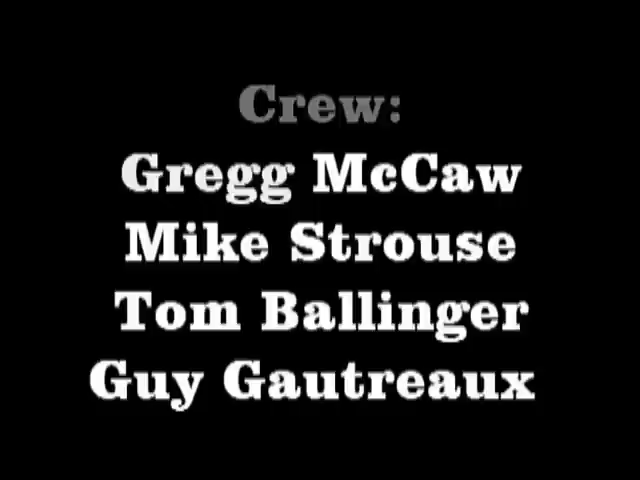 Crew:
Gregg McCaw
Mike Strouse
Tom Ballinger
Guy Gautreaux